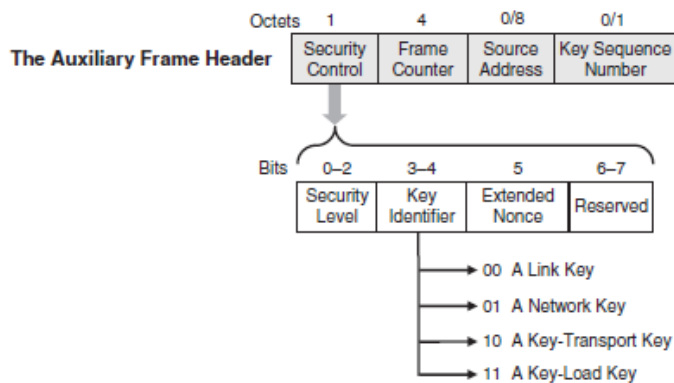 Octets 1 4 0/8 0/1
The Auxiliary Frame Header
Security Control
Frame Counter
Source Address
Key Sequence Number
Bits 0–2 3–4 5 6–7
Security Level
Key Identifier
Extended Nonce
Reserved
00 A Link Key
01 A Network Key
10 A Key-Transport Key
11 A Key-Load Key